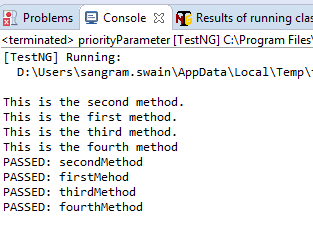 Problems Console Results of running clas
<terminated> priorityParameter [TestNG] C:\Program Files\
[TestNG] Running:
D:\Users\sangram.swain\AppData\Local\Temp\
This is the second method.
This is the first method.
This is the third method.
This is the fourth method
PASSED: secondMethod
PASSED: firstMehod
PASSED: thirdMethod
PASSED: fourthMethod